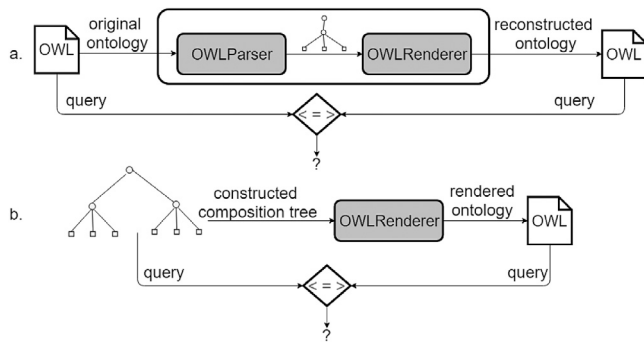 original
ontology
reconstructed
ontology
a.
OWL
OWLParser
OWLRenderer
OWL
query
< = >
query
?
b.
constructed
composition tree
OWLRenderer
rendered
ontology
OWL
query
< = >
query
?